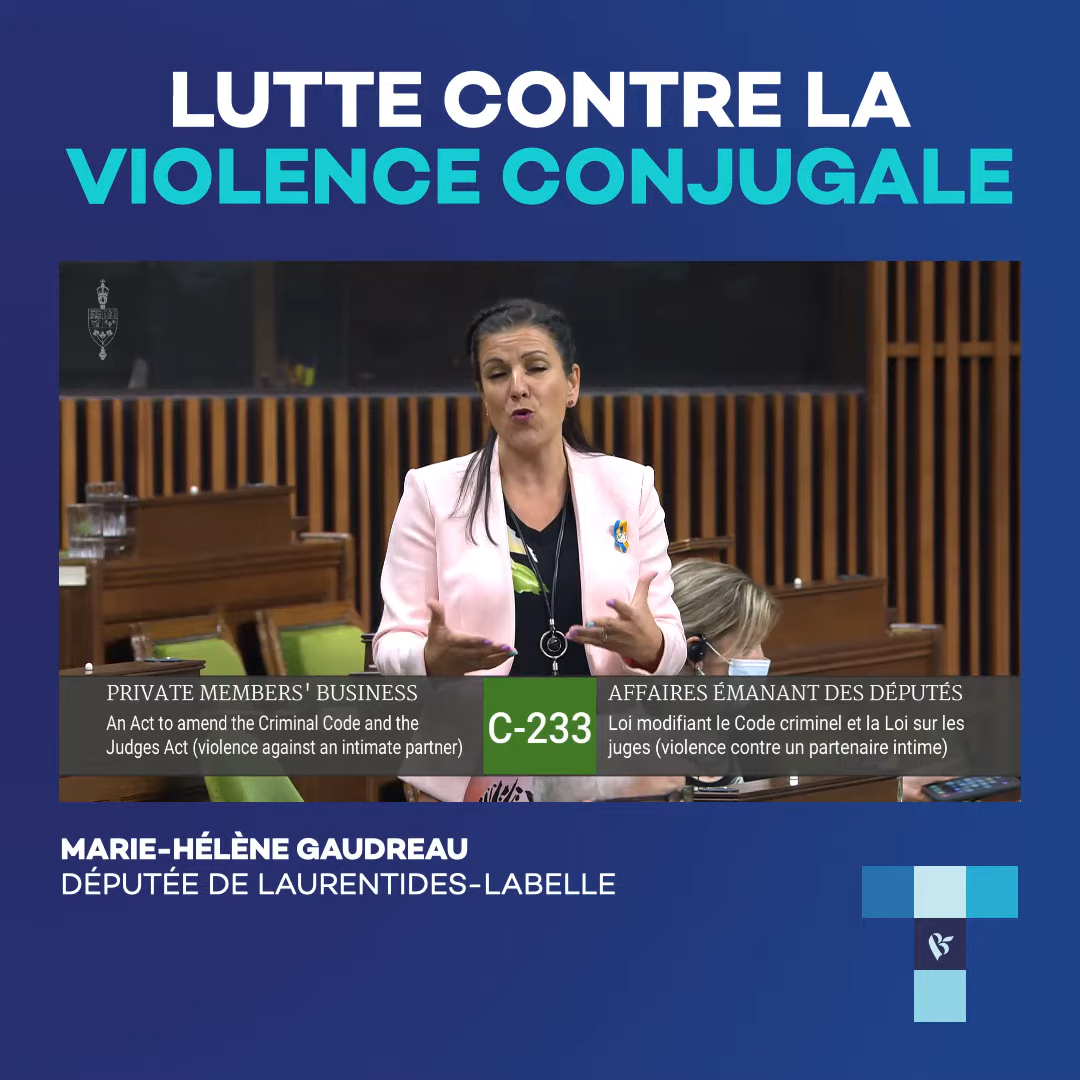 LUTTE CONTRE LA
VIOLENCE CONJUGALE
PRIVATE MEMBERS' BUSINESS
An Act to amend the Criminal Code and the
Judges Act (violence against an intimate partner)
C-233
AFFAIRES ÉMANANT DES DÉPUTÉS
Loi modifiant le Code criminel et la Loi sur les
juges (violence contre un partenaire intime)
MARIE-HÉLÈNE GAUDREAU
DÉPUTÉE DE LAURENTIDES-LABELLE